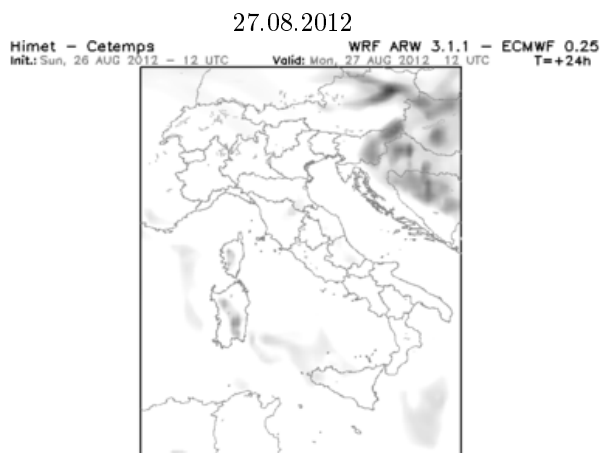 27.08.2012
Himet - Cetemps WRF ARW 3.1.1 - ECMWF 0.25
Init.: Sun, 26 AUG 2012 - 12 UTC Valid: Mon, 27 AUG 2012 12 UTC T=+24h